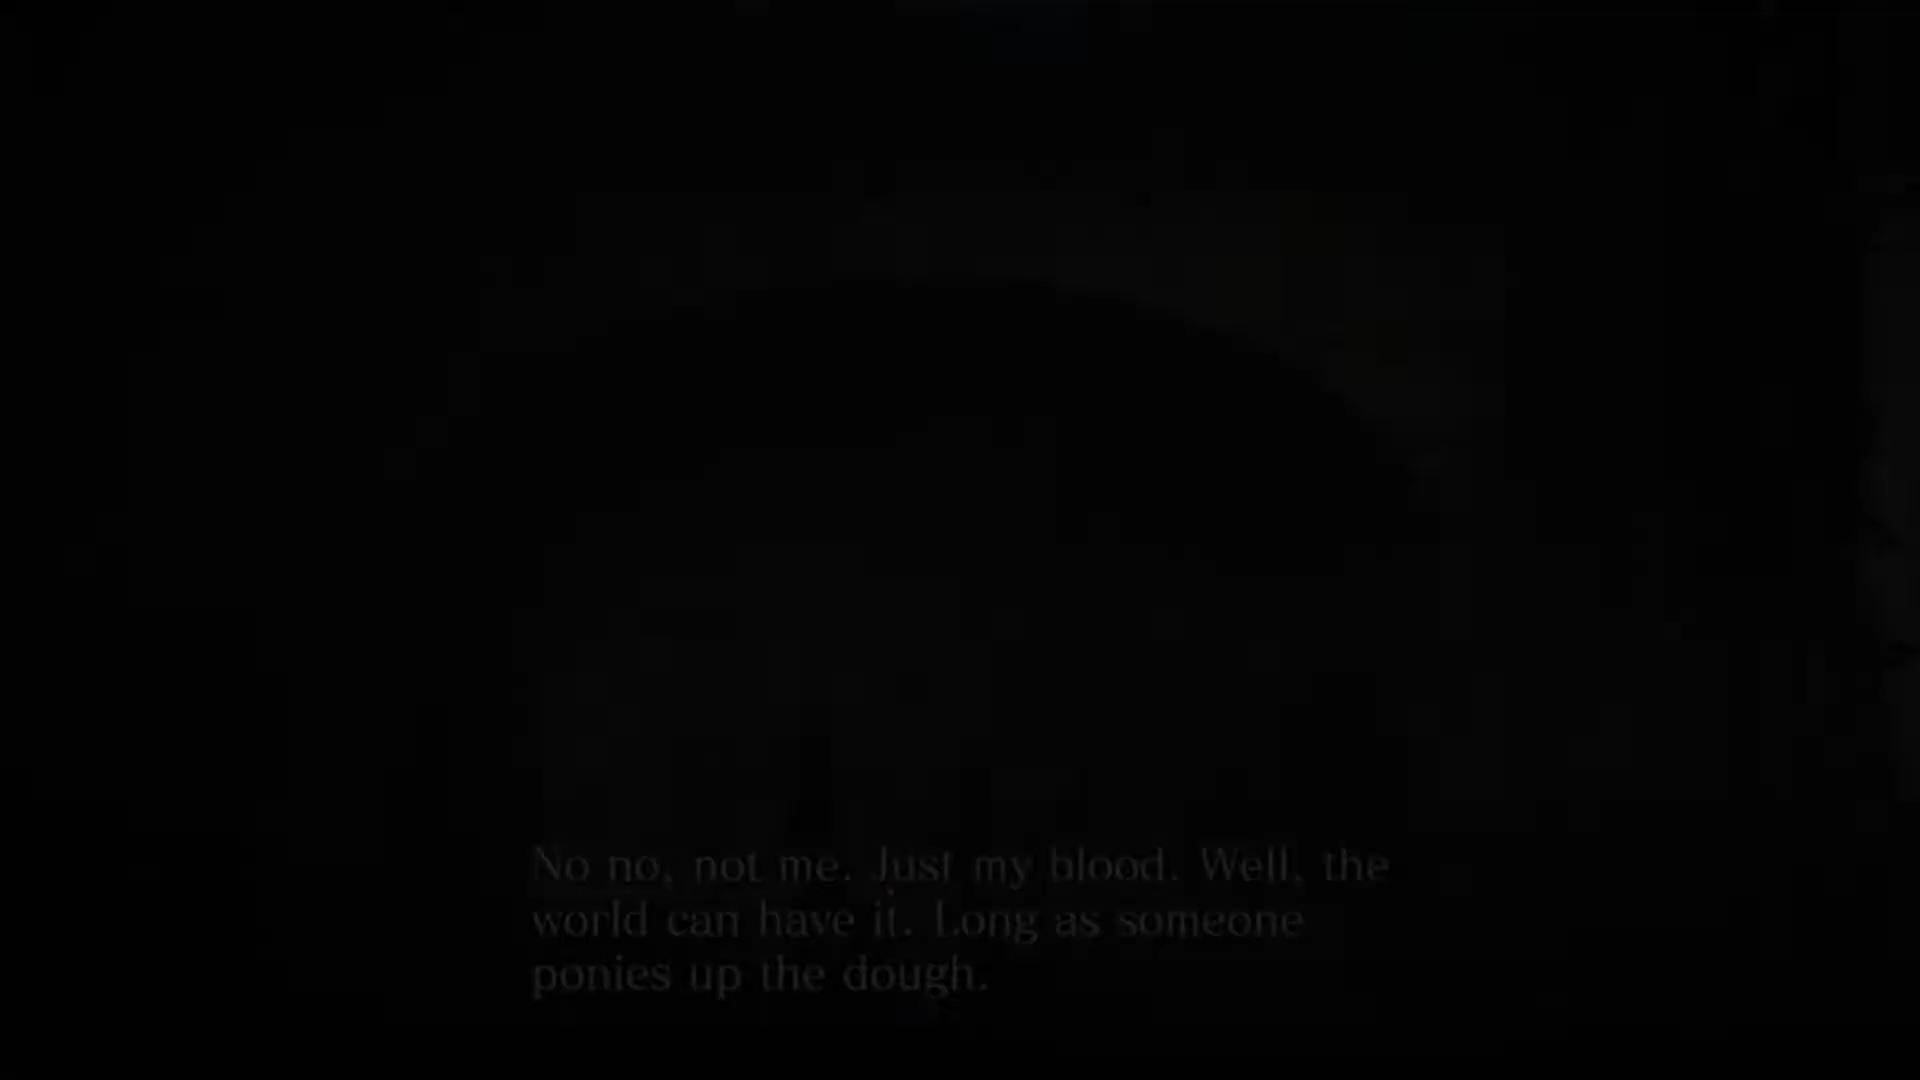 No no, not me. Just my blood. Well, the
world can have it. Long as someone
ponies up the dough.